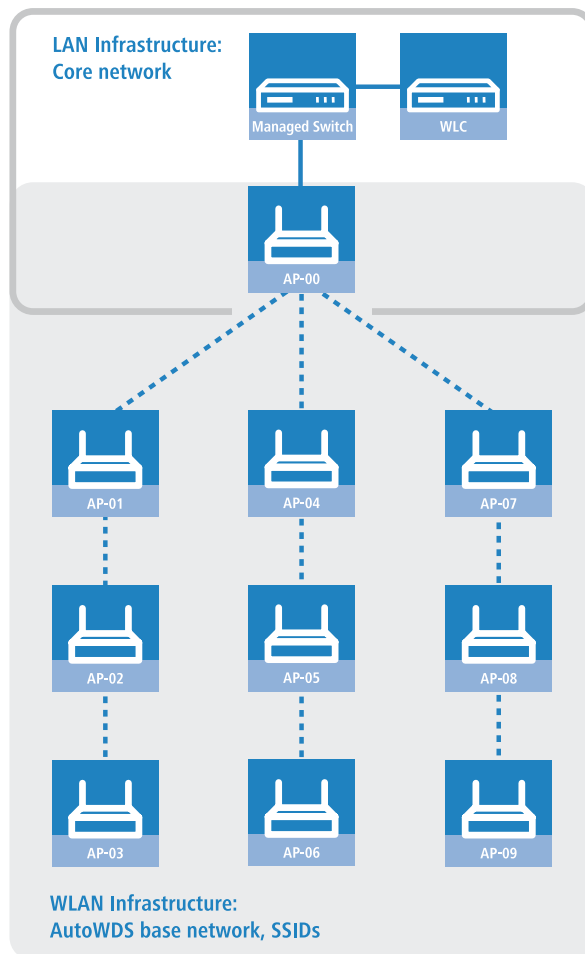 LAN Infrastructure:
Core network
Managed Switch
WLC
AP-00
AP-01
AP-04
AP-07
AP-02
AP-05
AP-08
AP-03
AP-06
AP-09
WLAN Infrastructure:
AutoWDS base network, SSIDs